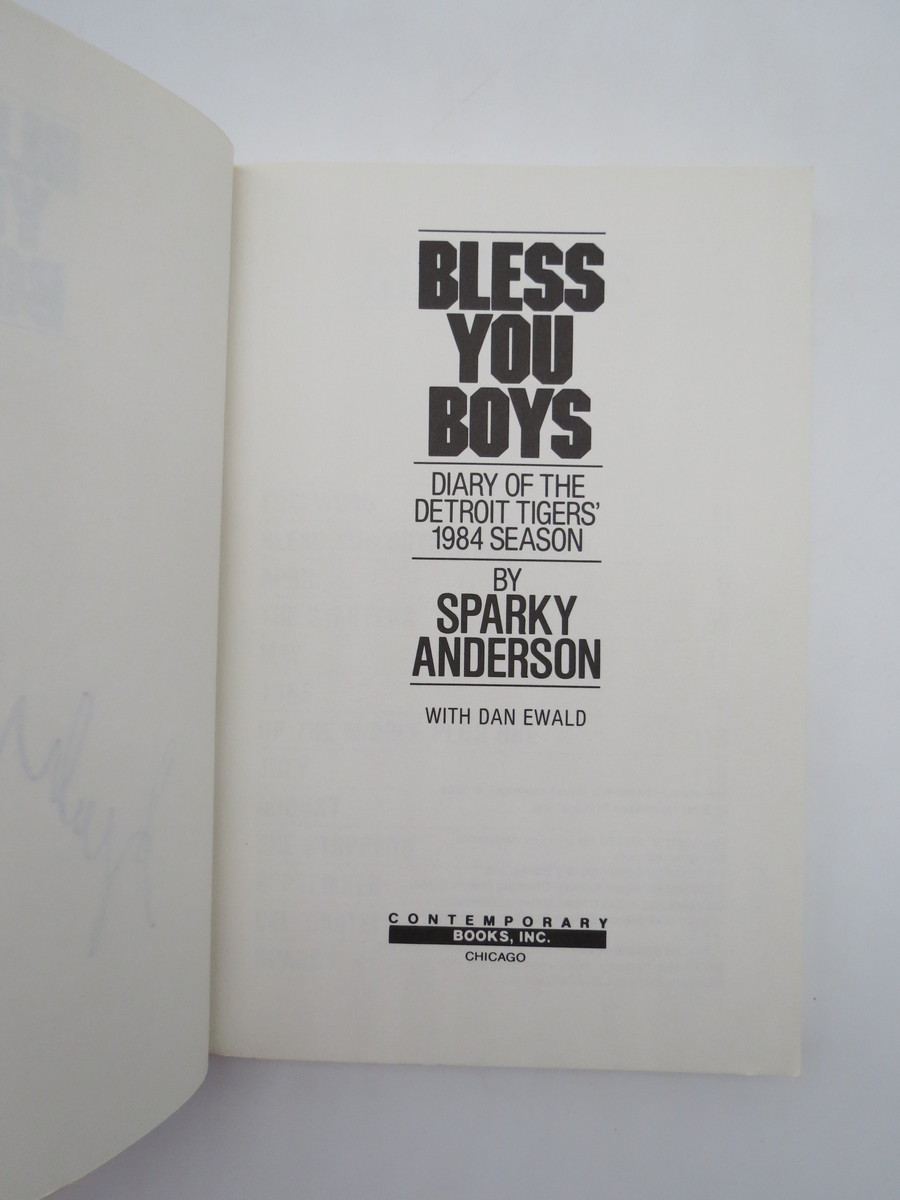 BLESS
YOU
BOYS
DIARY OF THE
DETROIT TIGERS'
1984 SEASON
BY
SPARKY
ANDERSON
WITH DAN EWALD
CONTEMPORARY
BOOKS, INC.
CHICAGO